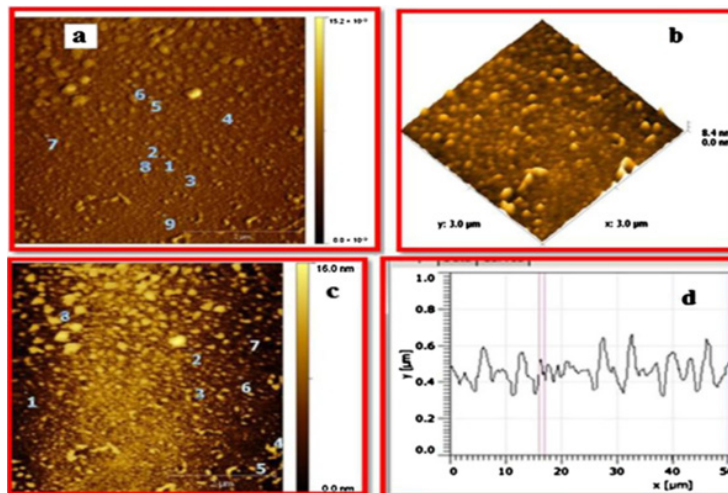 a
15.2 × 10⁻⁹
6
5
4
7
2
8 1
3
9
0.0 × 10⁻⁹
b
8.4 nm
0.0 nm
y: 3.0 µm
x: 3.0 µm
c
16.0 nm
8
7
2
3 6
1
4
5
0.0 nm
d
1.0
0.8
0.6
0.4
0.2
0.0
y [µm]
0 10 20 30 40 50
x [µm]